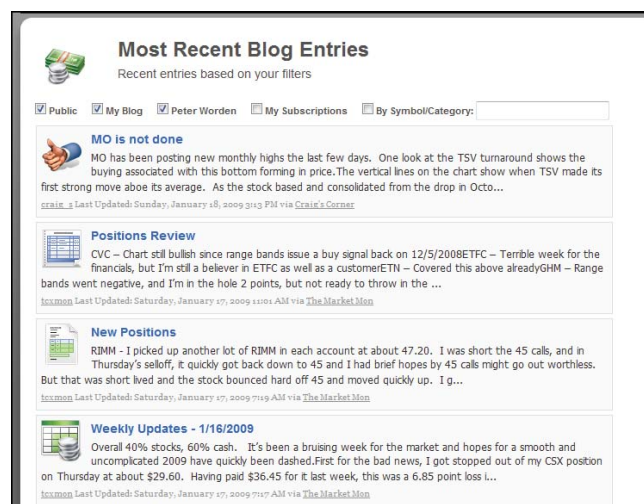 Most Recent Blog Entries
Recent entries based on your filters
Public My Blog Peter Worden My Subscriptions By Symbol/Category:
MO is not done
MO has been posting new monthly highs the last few days. One look at the TSV turnaround shows the
buying associated with this bottom forming in price.The vertical lines on the chart show when TSV made its
first strong move aboe its average. As the stock based and consolidated from the drop in Octo...
craig_s Last Updated: Sunday, January 18, 2009 3:13 PM via Craig's Corner
Positions Review
CVC – Chart still bullish since range bands issue a buy signal back on 12/5/2008ETFC – Terrible week for the
financials, but I'm still a believer in ETFC as well as a customerETN – Covered this above alreadyGHM – Range
bands went negative, and I'm in the hole 2 points, but not ready to throw in the ...
tcxmon Last Updated: Saturday, January 17, 2009 11:01 AM via The Market Mon
New Positions
RIMM - I picked up another lot of RIMM in each account at about 47.20. I was short the 45 calls, and in
Thursday's selloff, it quickly got back down to 45 and I had brief hopes by 45 calls might go out worthless.
But that was short lived and the stock bounced hard off 45 and moved quickly up. I g...
tcxmon Last Updated: Saturday, January 17, 2009 7:19 AM via The Market Mon
Weekly Updates - 1/16/2009
Overall 40% stocks, 60% cash. It's been a bruising week for the market and hopes for a smooth and
uncomplicated 2009 have quickly been dashed.First for the bad news, I got stopped out of my CSX position
on Thursday at about $29.60. Having paid $36.45 for it last week, this was a 6.85 point loss i...
tcxmon Last Updated: Saturday, January 17, 2009 7:17 AM via The Market Mon